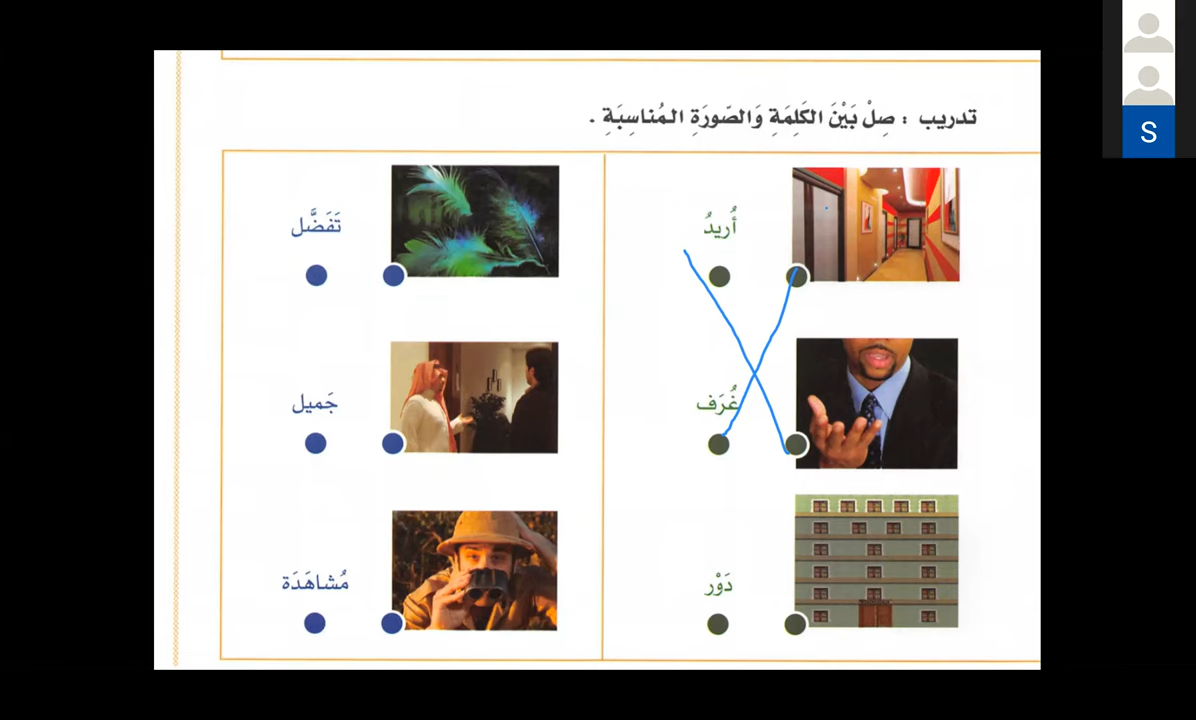 تدريب : صِلْ بَيْنَ الكَلِمَةِ وَالصّورَةِ المُناسِبَةِ .
أُريدُ
غُرَف
دَوْر
تَفَضَّل
جَميل
مُشاهَدَة
S